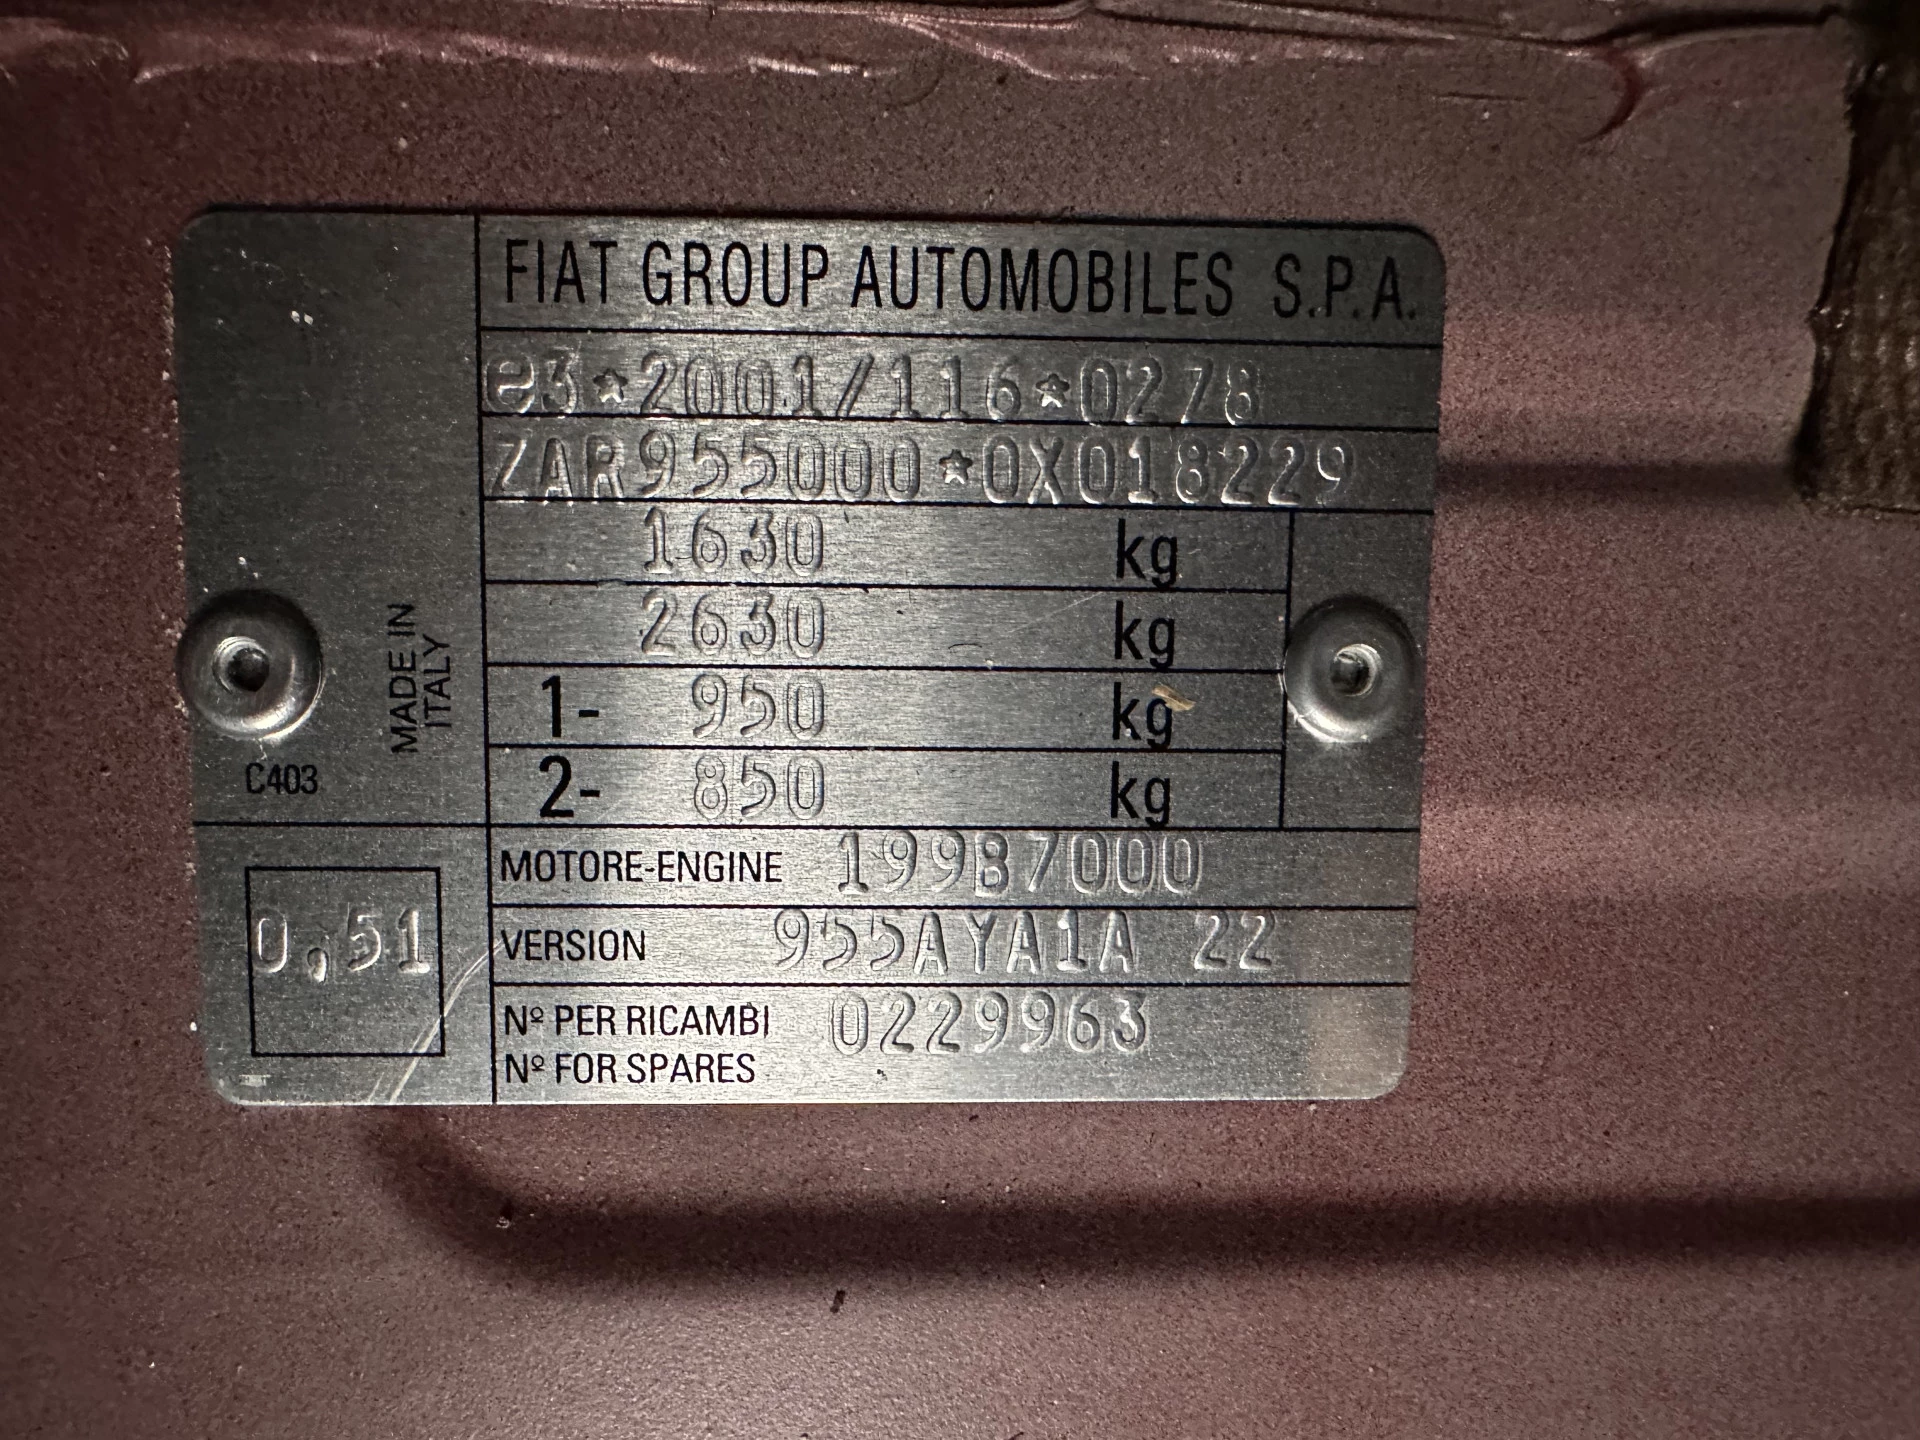 FIAT GROUP AUTOMOBILES S.P.A.
e3*2001/116*0278
ZAR955000*0X018229
1630 kg
2630 kg
1- 950 kg
2- 850 kg
MADE IN
ITALY
C403
MOTORE-ENGINE 199B7000
0,51
VERSION 955AYA1A 22
Nº PER RICAMBI 0229963
Nº FOR SPARES